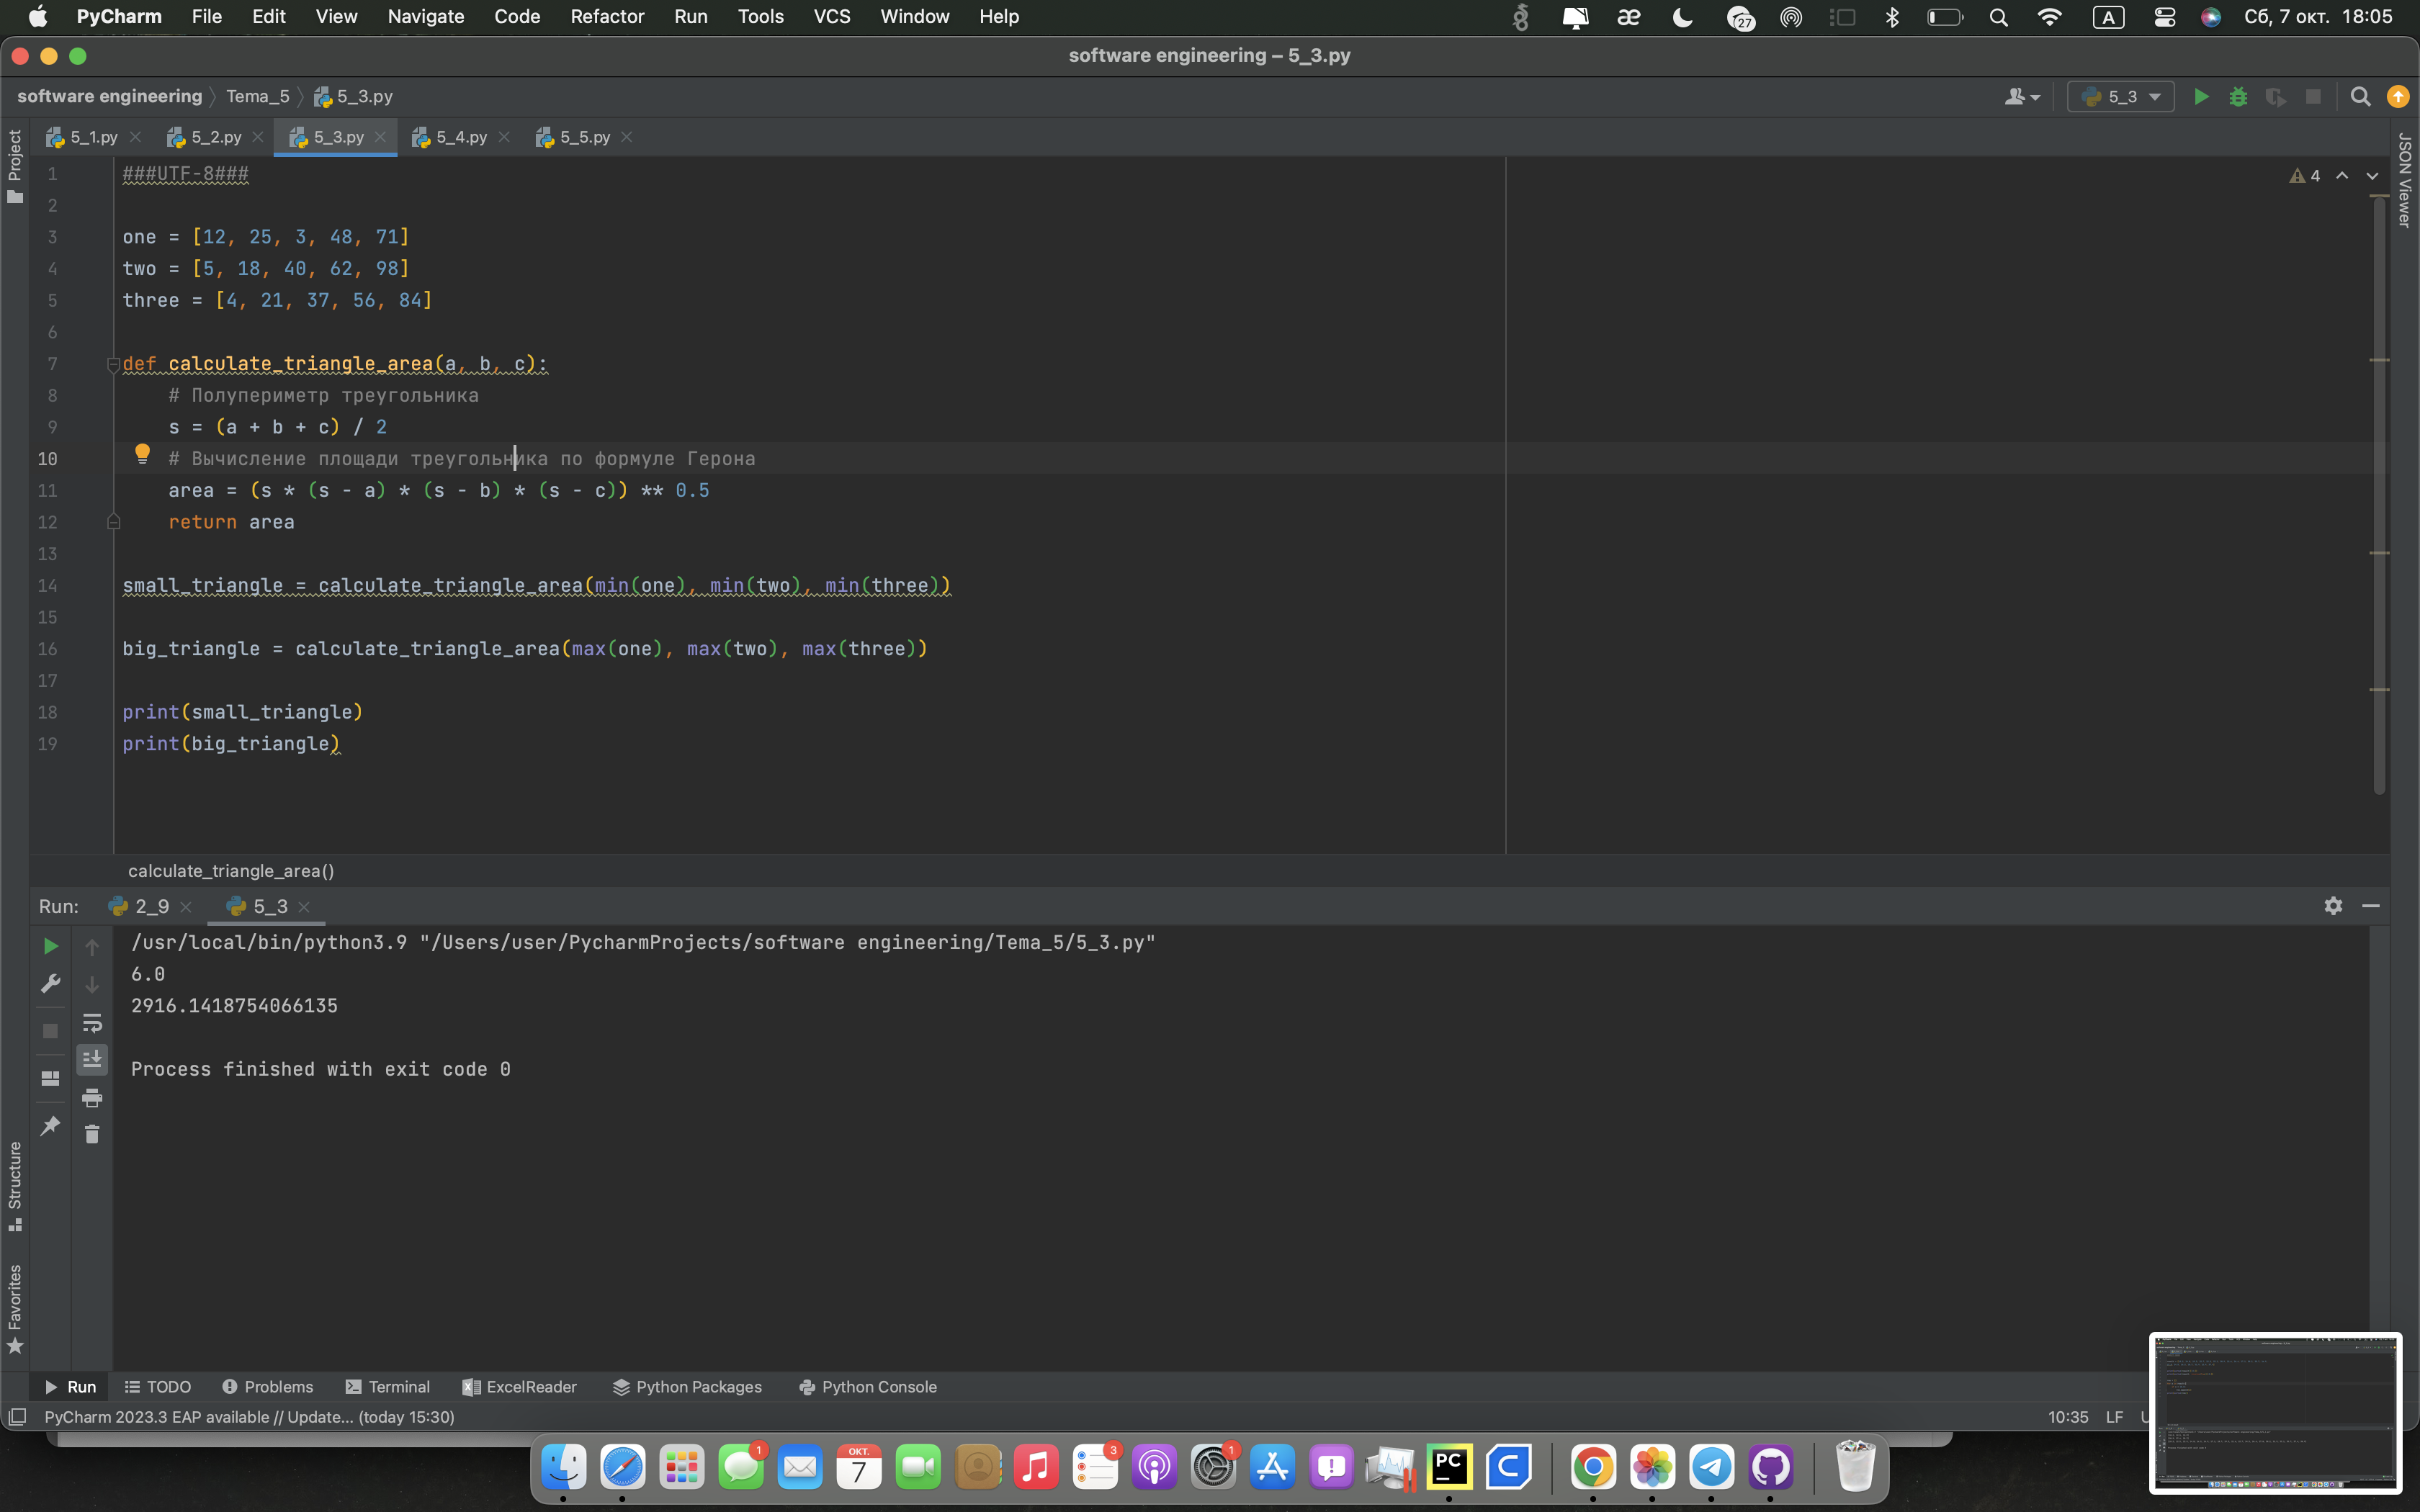 PyCharm File Edit View Navigate Code Refactor Run Tools VCS Window Help 27 A Сб, 7 окт. 18:05
software engineering – 5_3.py
software engineering Tema_5 5_3.py 5_3
5_1.py 5_2.py 5_3.py 5_4.py 5_5.py
Project
JSON Viewer
4
1 ###UTF-8###
2
3 one = [12, 25, 3, 48, 71]
4 two = [5, 18, 40, 62, 98]
5 three = [4, 21, 37, 56, 84]
6
7 def calculate_triangle_area(a, b, c):
8 # Полупериметр треугольника
9 s = (a + b + c) / 2
10 # Вычисление площади треугольника по формуле Герона
11 area = (s * (s - a) * (s - b) * (s - c)) ** 0.5
12 return area
13
14 small_triangle = calculate_triangle_area(min(one), min(two), min(three))
15
16 big_triangle = calculate_triangle_area(max(one), max(two), max(three))
17
18 print(small_triangle)
19 print(big_triangle)
calculate_triangle_area()
Run: 2_9 5_3
/usr/local/bin/python3.9 "/Users/user/PycharmProjects/software engineering/Tema_5/5_3.py"
6.0
2916.1418754066135
Process finished with exit code 0
Structure
Favorites
Run TODO Problems Terminal ExcelReader Python Packages Python Console
PyCharm 2023.3 EAP available // Update... (today 15:30) 10:35 LF
1 ОКТ. 7 3 1 PC